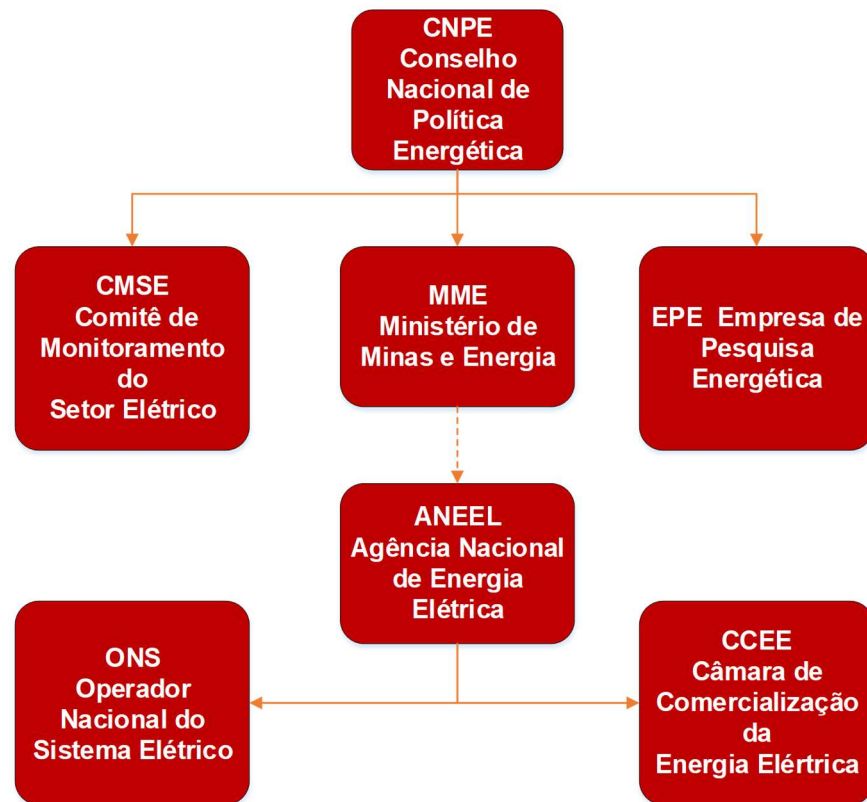 CNPE
Conselho
Nacional de
Política
Energética
CMSE
Comitê de
Monitoramento
do
Setor Elétrico
MME
Ministério de
Minas e Energia
EPE Empresa de
Pesquisa
Energética
ANEEL
Agência Nacional
de Energia
Elétrica
ONS
Operador
Nacional do
Sistema Elétrico
CCEE
Câmara de
Comercialização
da
Energia Elértrica